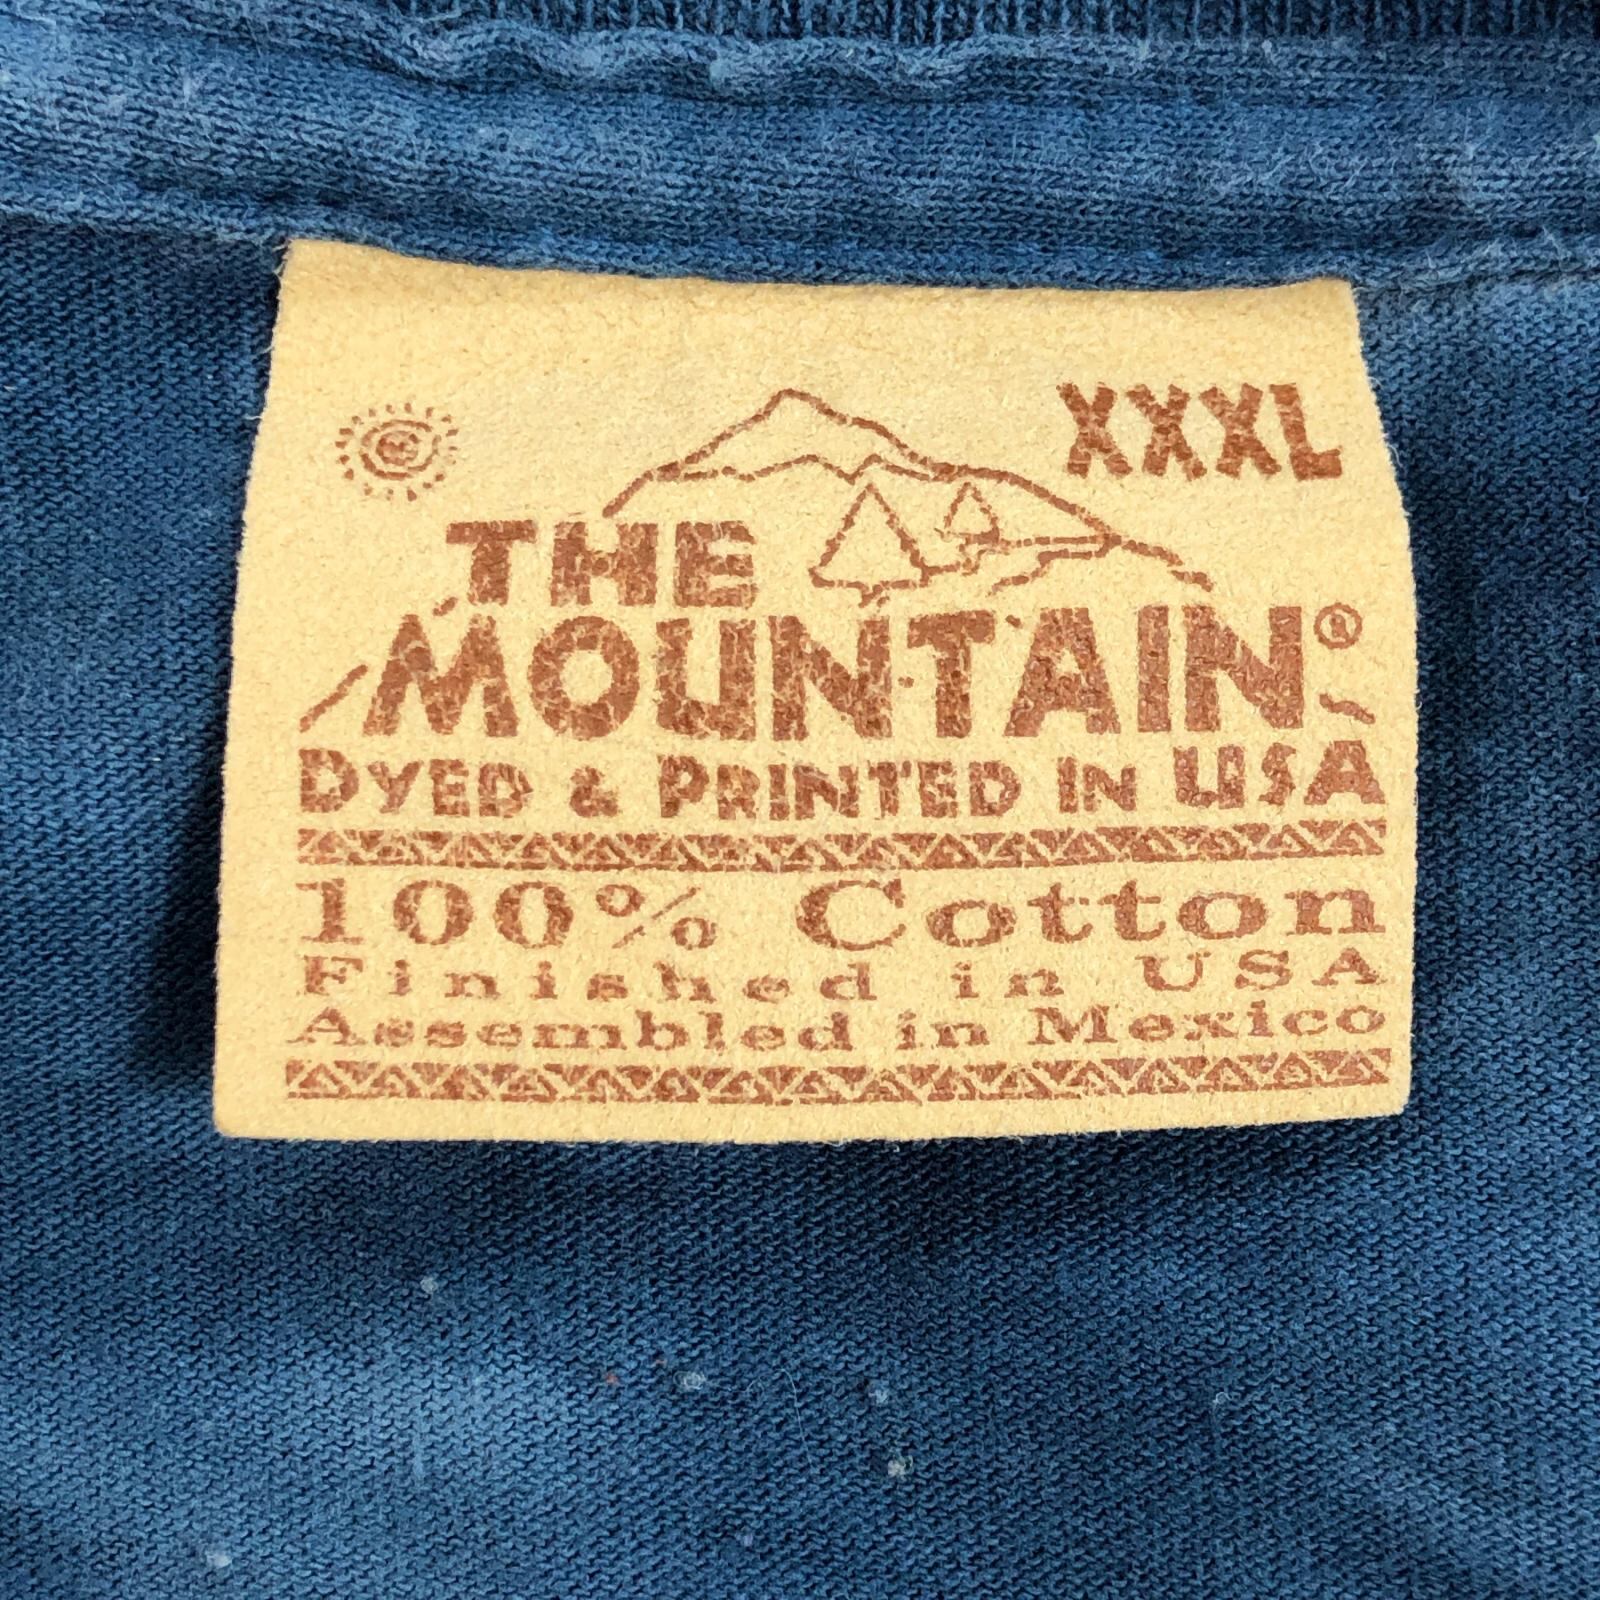 XXXL
THE
MOUNTAIN®
DYED & PRINTED IN USA
100% Cotton
Finished in USA
Assembled in Mexico